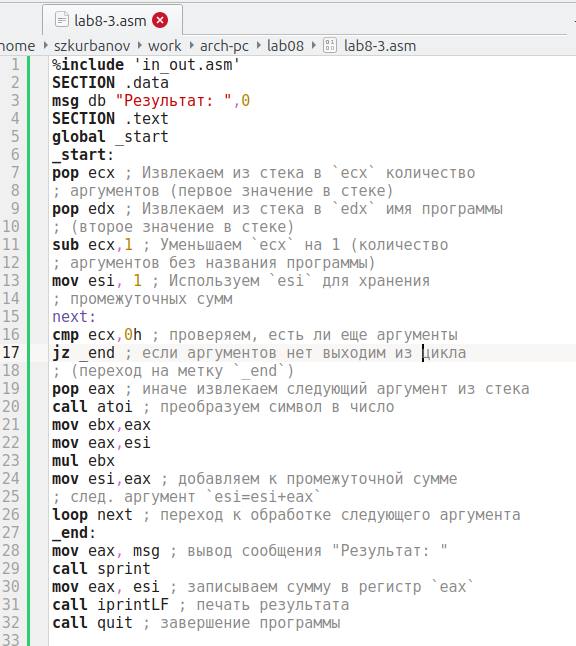 lab8-3.asm
home szkurbanov work arch-pc lab08 lab8-3.asm
1 %include 'in_out.asm'
2 SECTION .data
3 msg db "Результат: ",0
4 SECTION .text
5 global _start
6 _start:
7 pop ecx ; Извлекаем из стека в `ecx` количество
8 ; аргументов (первое значение в стеке)
9 pop edx ; Извлекаем из стека в `edx` имя программы
10 ; (второе значение в стеке)
11 sub ecx,1 ; Уменьшаем `ecx` на 1 (количество
12 ; аргументов без названия программы)
13 mov esi, 1 ; Используем `esi` для хранения
14 ; промежуточных сумм
15 next:
16 cmp ecx,0h ; проверяем, есть ли еще аргументы
17 jz _end ; если аргументов нет выходим из цикла
18 ; (переход на метку `_end`)
19 pop eax ; иначе извлекаем следующий аргумент из стека
20 call atoi ; преобразуем символ в число
21 mov ebx,eax
22 mov eax,esi
23 mul ebx
24 mov esi,eax ; добавляем к промежуточной сумме
25 ; след. аргумент `esi=esi+eax`
26 loop next ; переход к обработке следующего аргумента
27 _end:
28 mov eax, msg ; вывод сообщения "Результат: "
29 call sprint
30 mov eax, esi ; записываем сумму в регистр `eax`
31 call iprintLF ; печать результата
32 call quit ; завершение программы
33